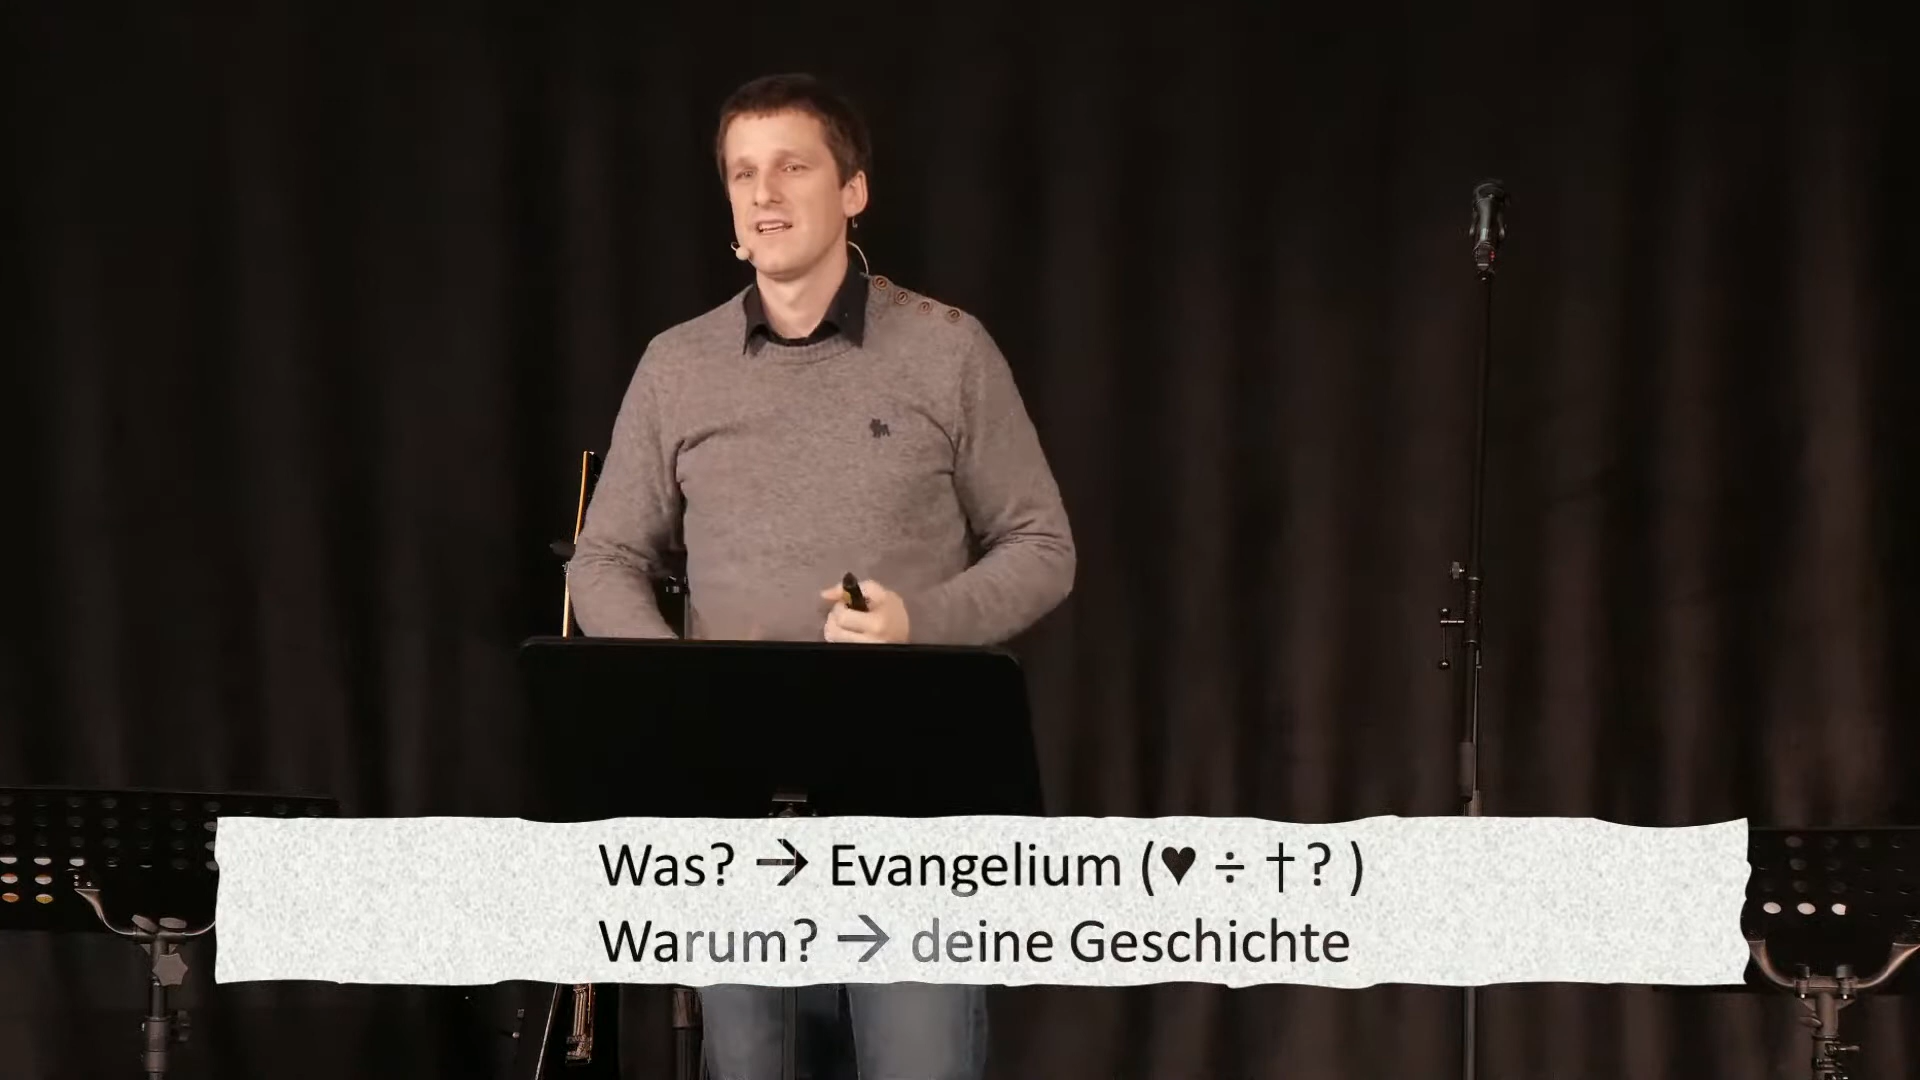 Was? → Evangelium (♥ ÷ †? )
Warum? → deine Geschichte